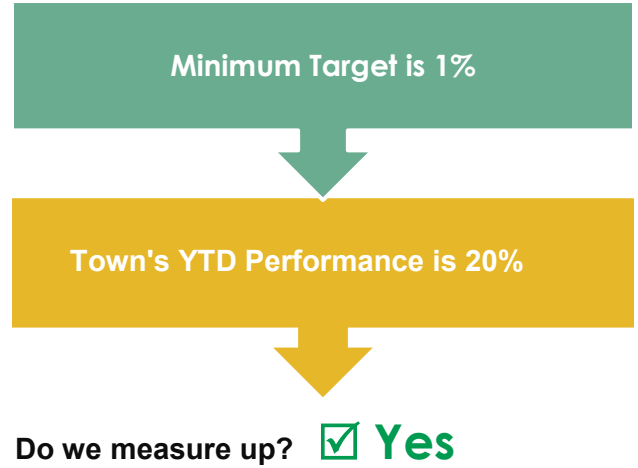 Minimum Target is 1%
Town's YTD Performance is 20%
Do we measure up? ☑ Yes